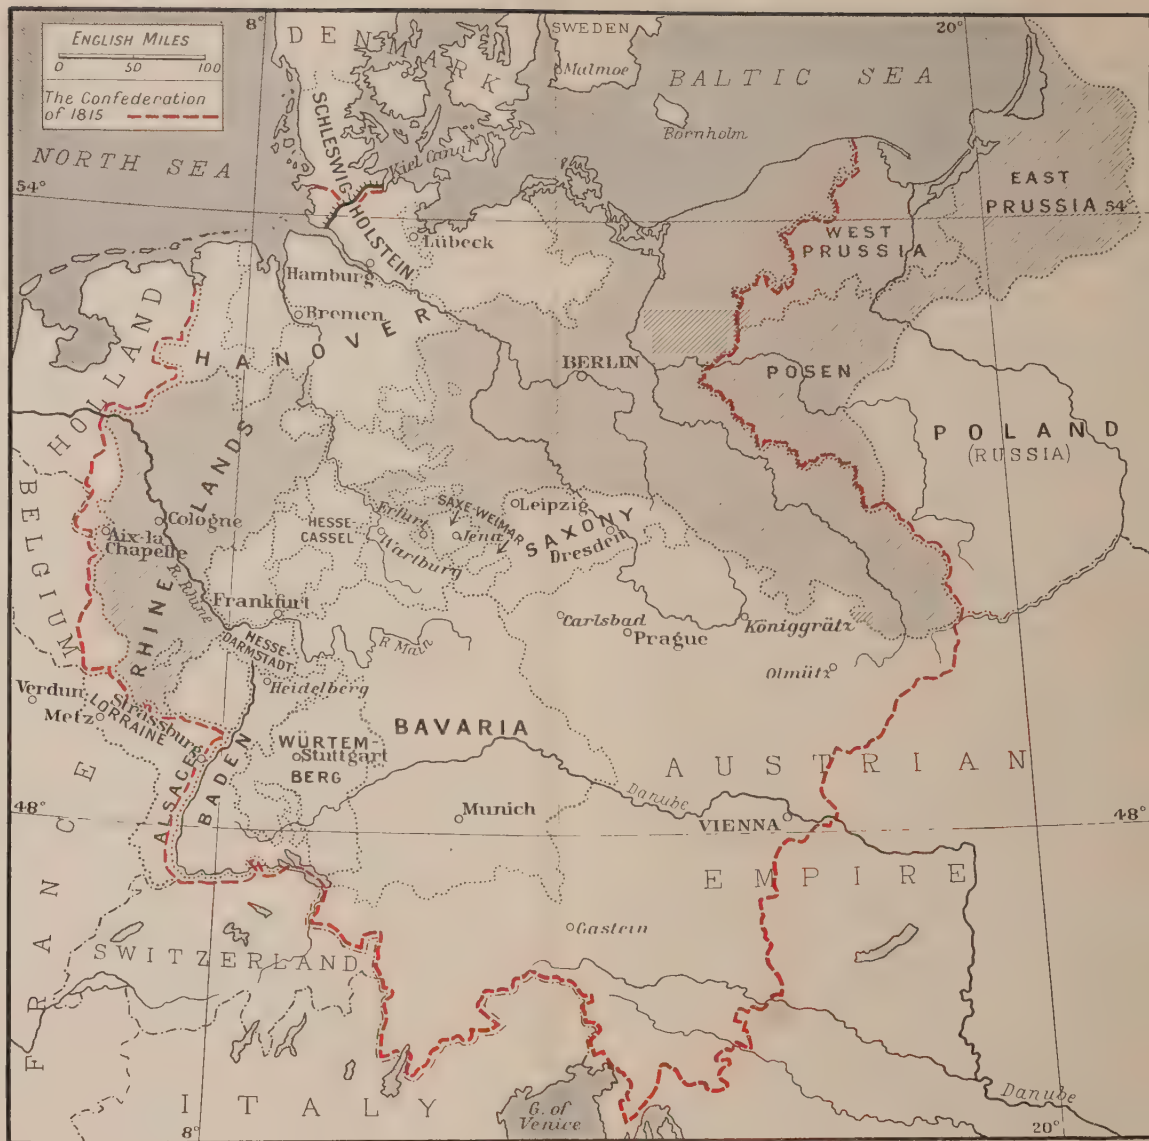 ENGLISH MILES
0 50 100
The Confederation
of 1815
8°
20°
DENMARK
SWEDEN
Malmoe
BALTIC SEA
Bornholm
NORTH SEA
SCHLESWIG
Kiel Canal
54°
EAST
PRUSSIA
54°
WEST
PRUSSIA
HOLSTEIN
Lübeck
Hamburg
Bremen
HOLLAND
HANOVER
BERLIN
POSEN
POLAND
(RUSSIA)
BELGIUM
RHINE LANDS
Cologne
Aix-la
Chapelle
R. Rhine
HESSE
CASSEL
Erfurt
Wartburg
SAXE-WEIMAR
Jena
Leipzig
SAXONY
Dresden
Frankfurt
HESSE-
DARMSTADT
R Main
Carlsbad
Prague
Königgrätz
Olmütz
Heidelberg
Verdun
Metz
LORRAINE
Strassburg
ALSACE
BADEN
WÜRTEM-
BERG
Stuttgart
BAVARIA
Munich
AUSTRIAN
EMPIRE
Danube
VIENNA
48°
48°
FRANCE
SWITZERLAND
Gastein
ITALY
G. of
Venice
Danube
8°
20°